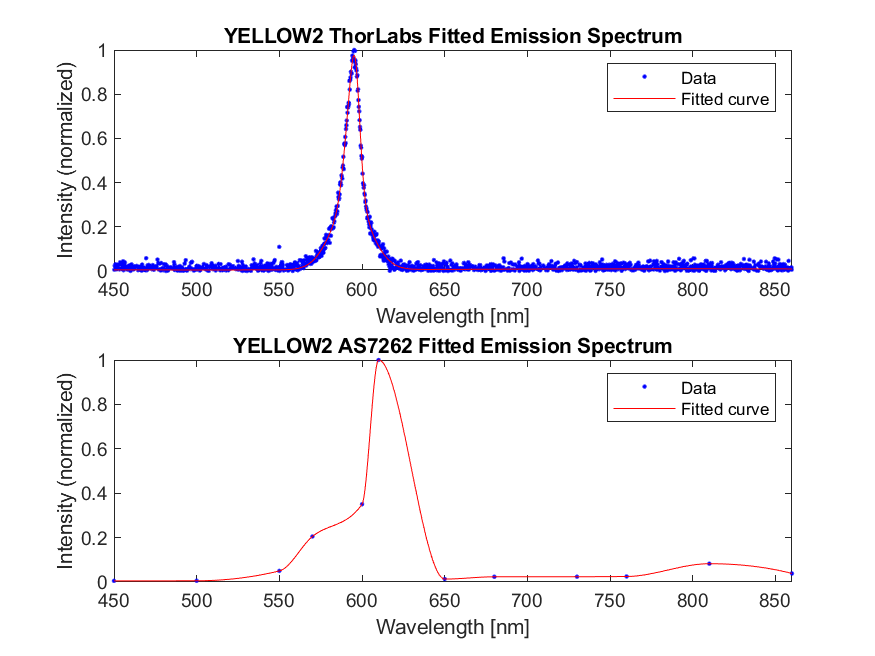 YELLOW2 ThorLabs Fitted Emission Spectrum
Intensity (normalized)
1
0.8
0.6
0.4
0.2
0
Data
Fitted curve
450 500 550 600 650 700 750 800 850
Wavelength [nm]
YELLOW2 AS7262 Fitted Emission Spectrum
Intensity (normalized)
1
0.8
0.6
0.4
0.2
0
Data
Fitted curve
450 500 550 600 650 700 750 800 850
Wavelength [nm]